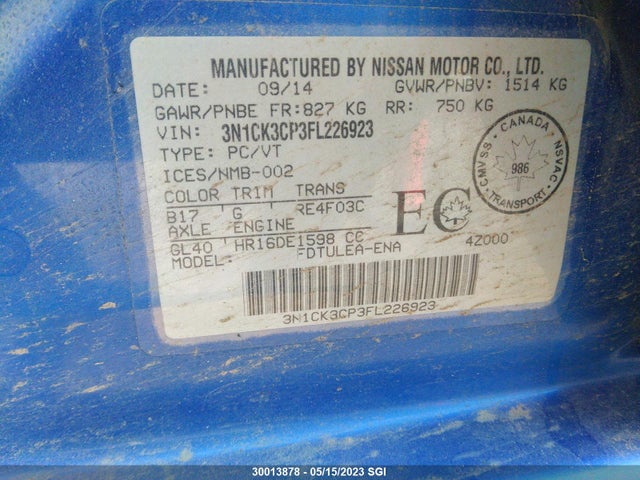 MANUFACTURED BY NISSAN MOTOR CO., LTD.
DATE: 09/14 GVWR/PNBV: 1514 KG
GAWR/PNBE FR: 827 KG RR: 750 KG
VIN: 3N1CK3CP3FL226923
TYPE: PC/VT
ICES/NMB-002
COLOR TRIM TRANS
B17 G RE4F03C
AXLE ENGINE
GL40 HR16DE1598 CC
MODEL: FDTULEA-ENA 4Z000
EC
CMVSS - CANADA - NSVAC
986
TRANSPORT
3N1CK3CP3FL226923
30013878 - 05/15/2023 SGI